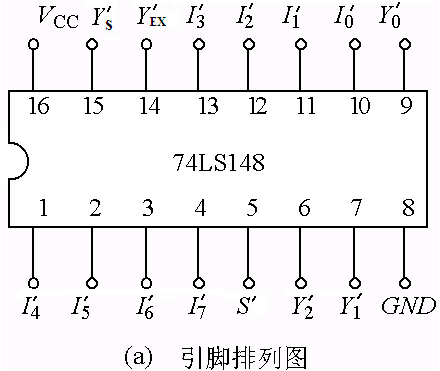 V_CC Y′_S Y′_EX I′_3 I′_2 I′_1 I′_0 Y′_0
16 15 14 13 12 11 10 9
74LS148
1 2 3 4 5 6 7 8
I′_4 I′_5 I′_6 I′_7 S′ Y′_2 Y′_1 GND
(a) 引脚排列图